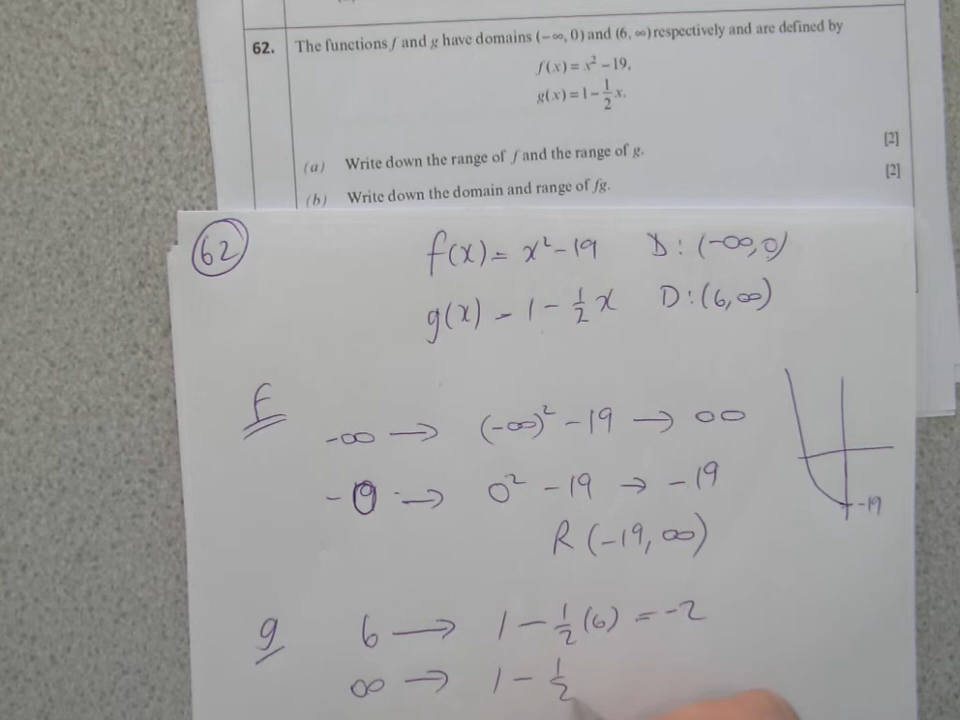 62. The functions f and g have domains (−∞, 0) and (6, ∞) respectively and are defined by
f(x) = x² − 19,
g(x) = 1 − 1/2 x.
(a) Write down the range of f and the range of g. [2]
(b) Write down the domain and range of fg. [2]
62 f(x) = x² − 19 D : (−∞, 0)
g(x) − 1 − 1/2 x D : (6, ∞)
f
−∞ → (−∞)² − 19 → ∞
− 0 → 0² − 19 → −19
−19
R (−19, ∞)
g 6 → 1 − 1/2 (6) = −2
∞ → 1 − 1/2